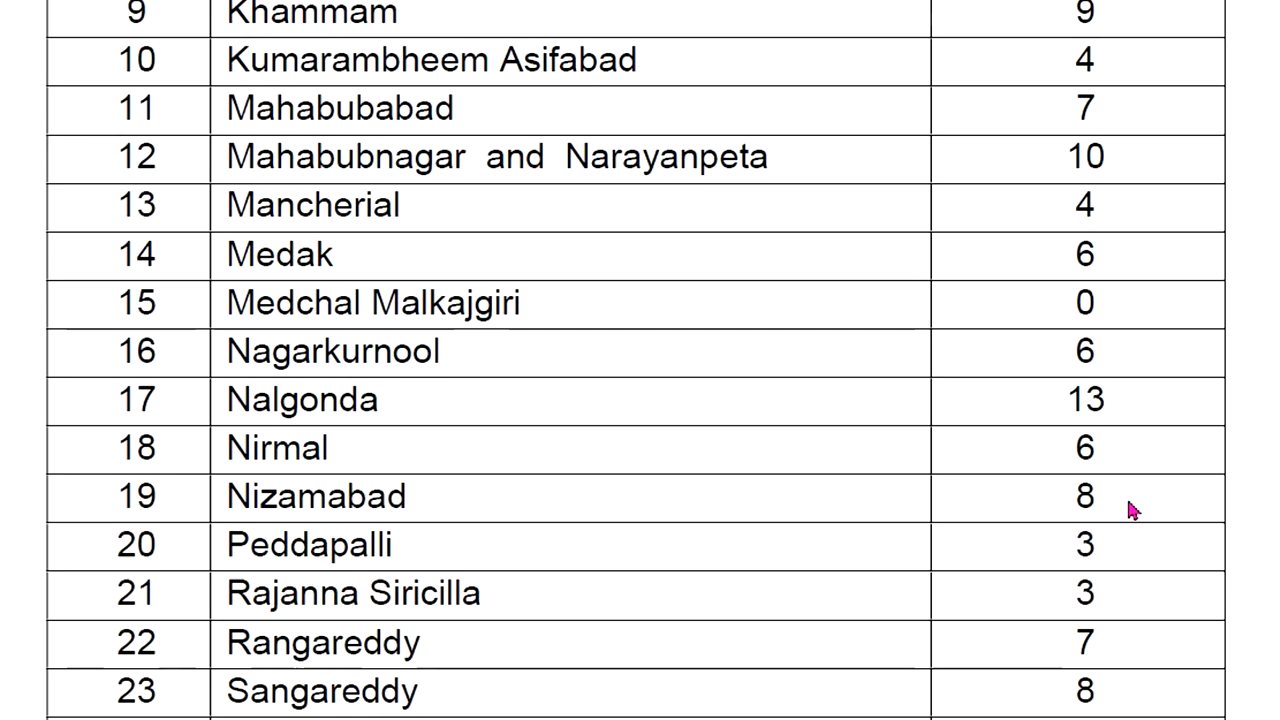 9 Khammam 9
10 Kumarambheem Asifabad 4
11 Mahabubabad 7
12 Mahabubnagar and Narayanpeta 10
13 Mancherial 4
14 Medak 6
15 Medchal Malkajgiri 0
16 Nagarkurnool 6
17 Nalgonda 13
18 Nirmal 6
19 Nizamabad 8
20 Peddapalli 3
21 Rajanna Siricilla 3
22 Rangareddy 7
23 Sangareddy 8